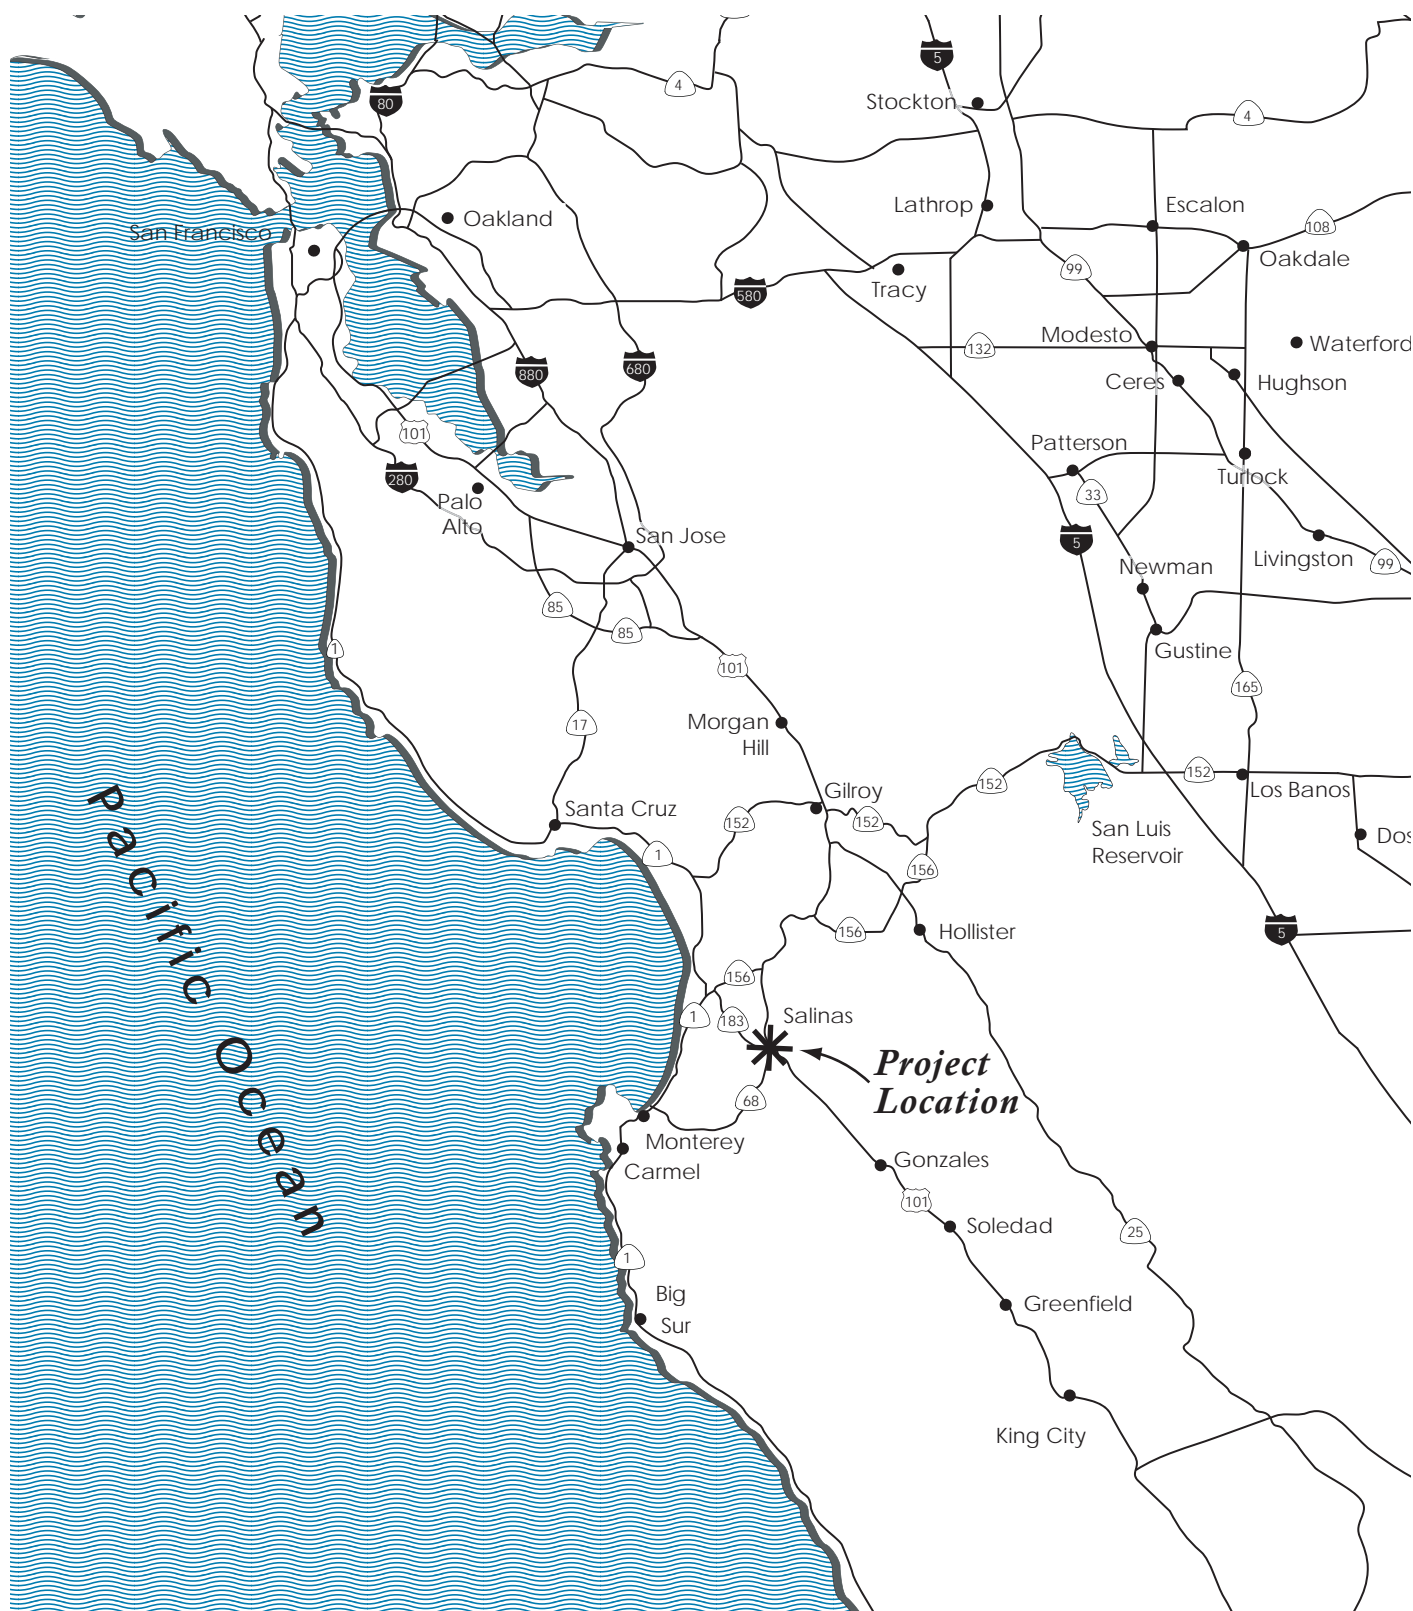 5
80
4
Stockton
4
Lathrop
Escalon
Oakland
108
San Francisco
Oakdale
99
Tracy
580
Modesto
132
Waterford
880
680
Ceres
Hughson
101
Patterson
280
Turlock
Palo
Alto
33
San Jose
5
Livingston
99
Newman
85
85
1
Gustine
101
165
Morgan
Hill
17
152
152
Los Banos
Gilroy
Santa Cruz
152
152
San Luis
Reservoir
Dos
1
156
Pacific Ocean
156
Hollister
5
156
1
183
Salinas
Project
Location
68
Monterey
Carmel
Gonzales
101
Soledad
25
1
Big
Sur
Greenfield
King City